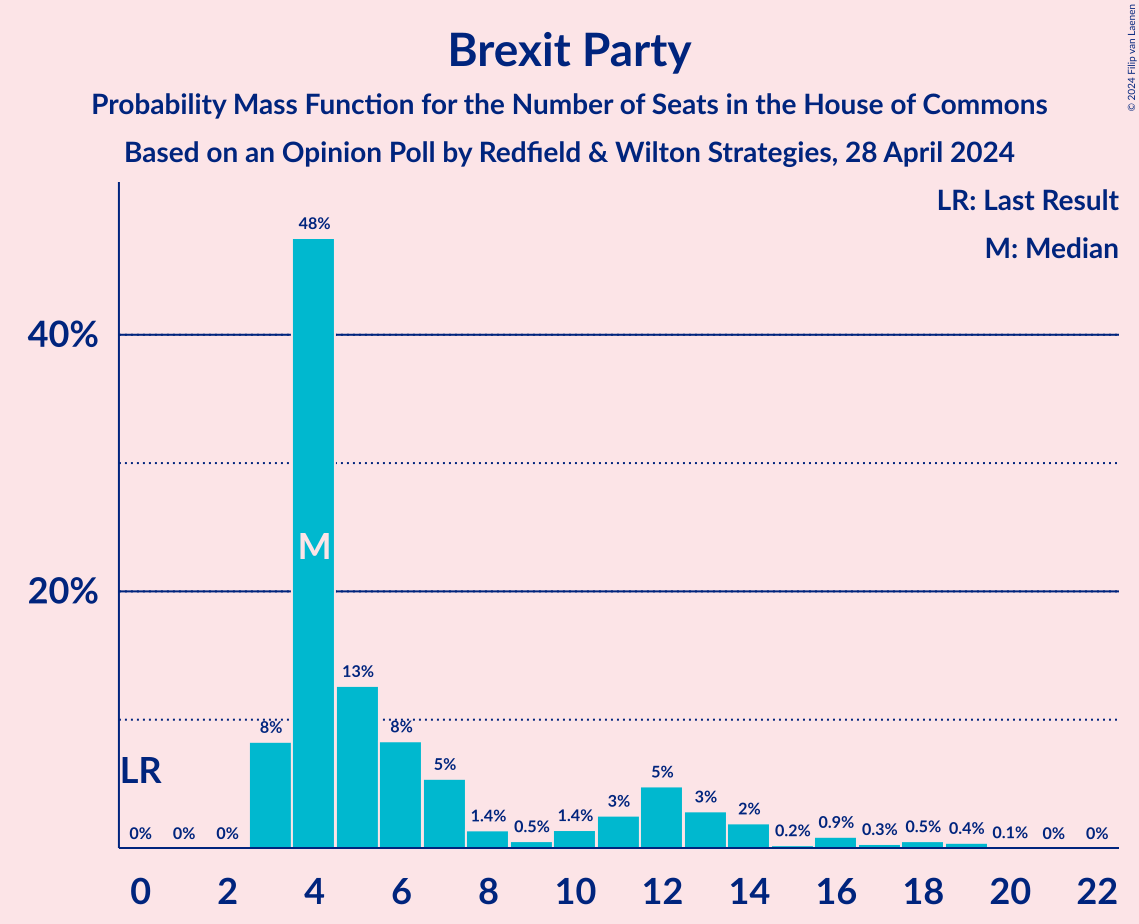 Brexit Party
Probability Mass Function for the Number of Seats in the House of Commons
Based on an Opinion Poll by Redfield & Wilton Strategies, 28 April 2024
© 2024 Filip van Laenen
LR: Last Result
M: Median
48%
40%
M
20%
13%
8%
8%
LR
5%
5%
0%
0%
0%
1.4%
0.5%
1.4%
3%
3%
2%
0.2%
0.9%
0.3%
0.5%
0.4%
0.1%
0%
0%
0 2 4 6 8 10 12 14 16 18 20 22